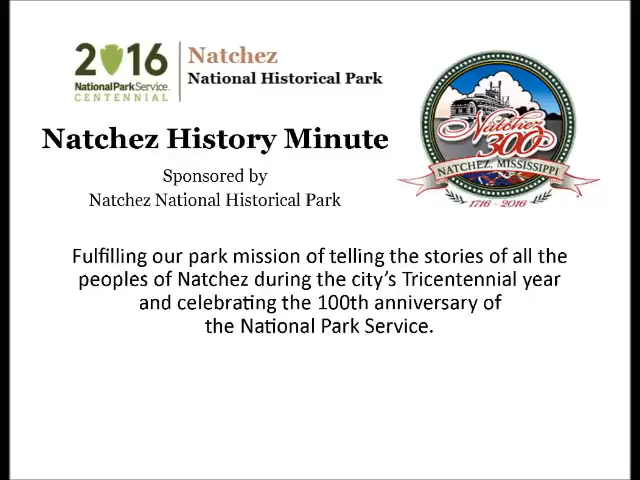 2016
National Park Service®
CENTENNIAL
Natchez
National Historical Park
Natchez History Minute
Sponsored by
Natchez National Historical Park
Natchez
300
NATCHEZ, MISSISSIPPI
1716 - 2016
Fulfilling our park mission of telling the stories of all the
peoples of Natchez during the city's Tricentennial year
and celebrating the 100th anniversary of
the National Park Service.